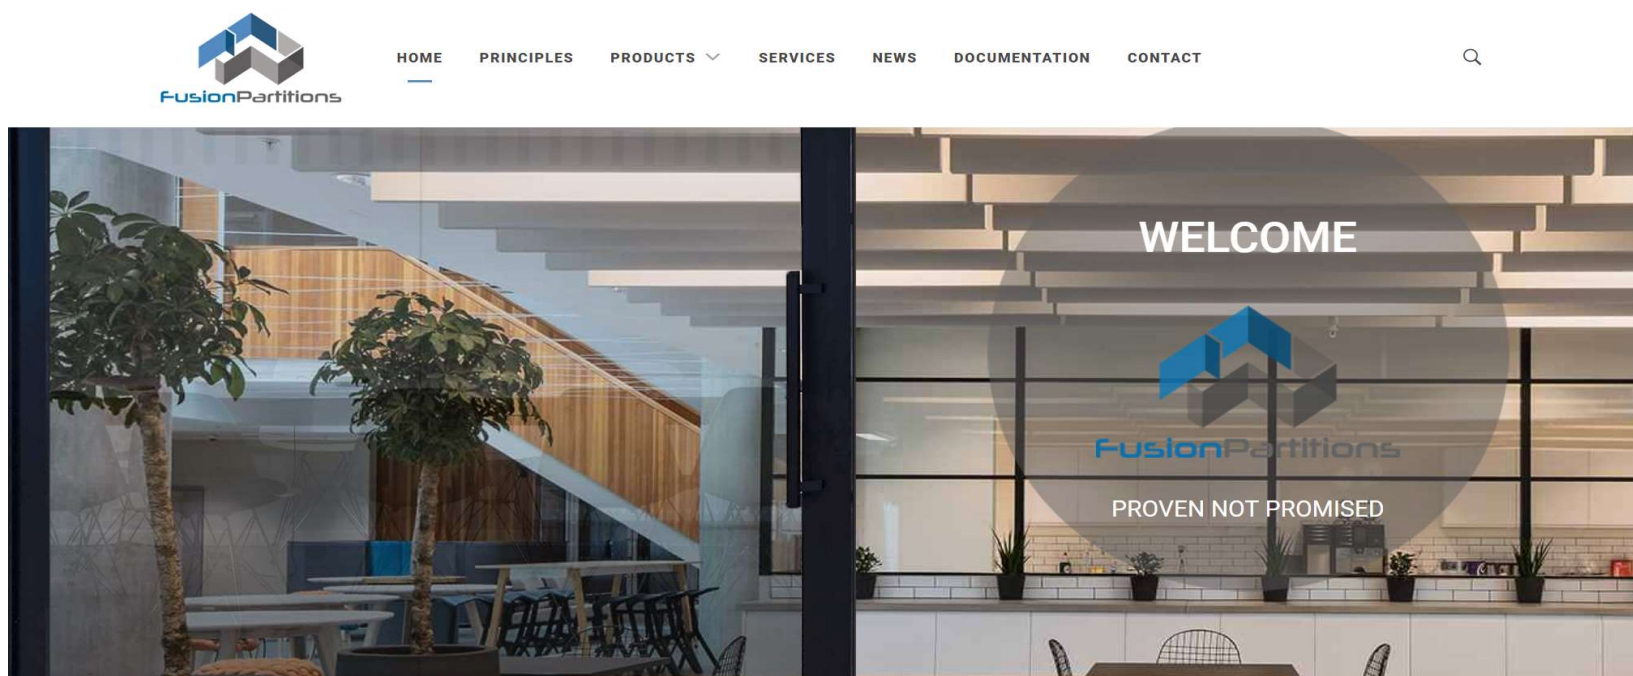 FusionPartitions
HOME PRINCIPLES PRODUCTS SERVICES NEWS DOCUMENTATION CONTACT
WELCOME
FusionPartitions
PROVEN NOT PROMISED